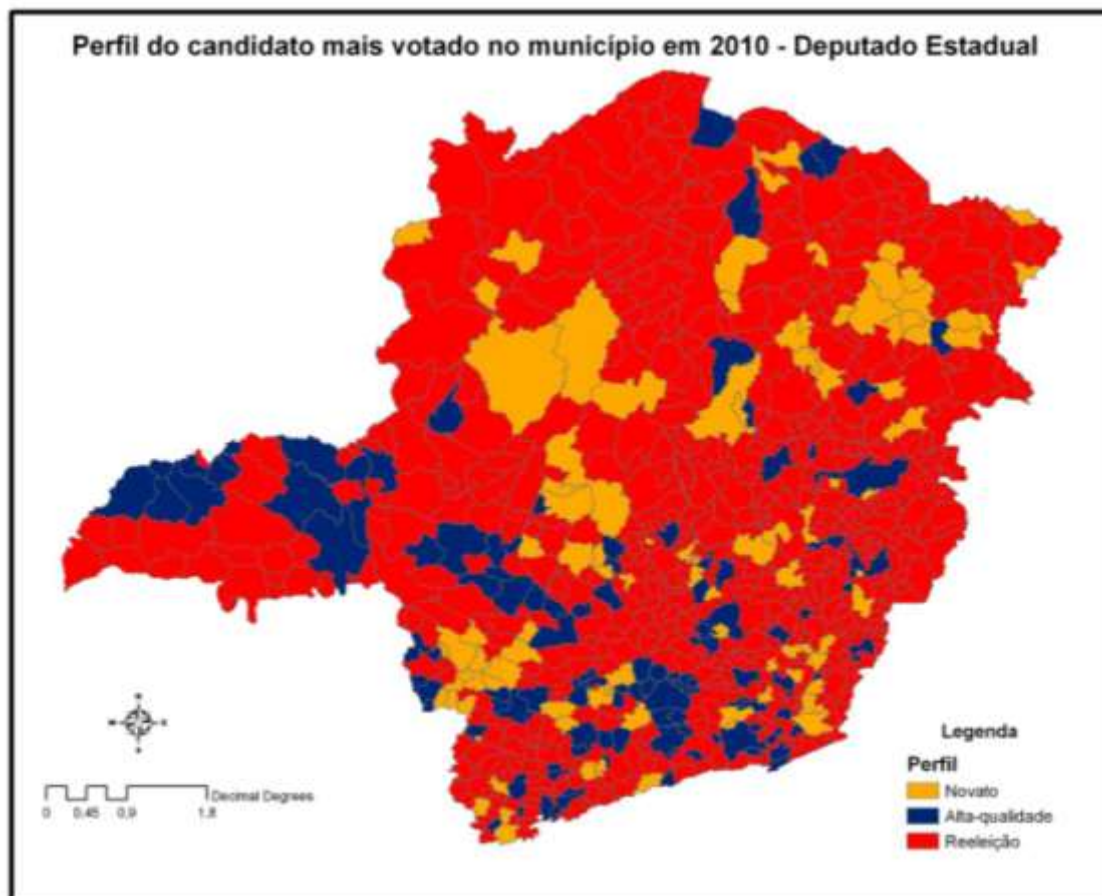 Perfil do candidato mais votado no município em 2010 - Deputado Estadual
Legenda
Perfil
Novato
Alta-qualidade
Reeleição
Decimal Degrees
0 0,45 0,9 1,8